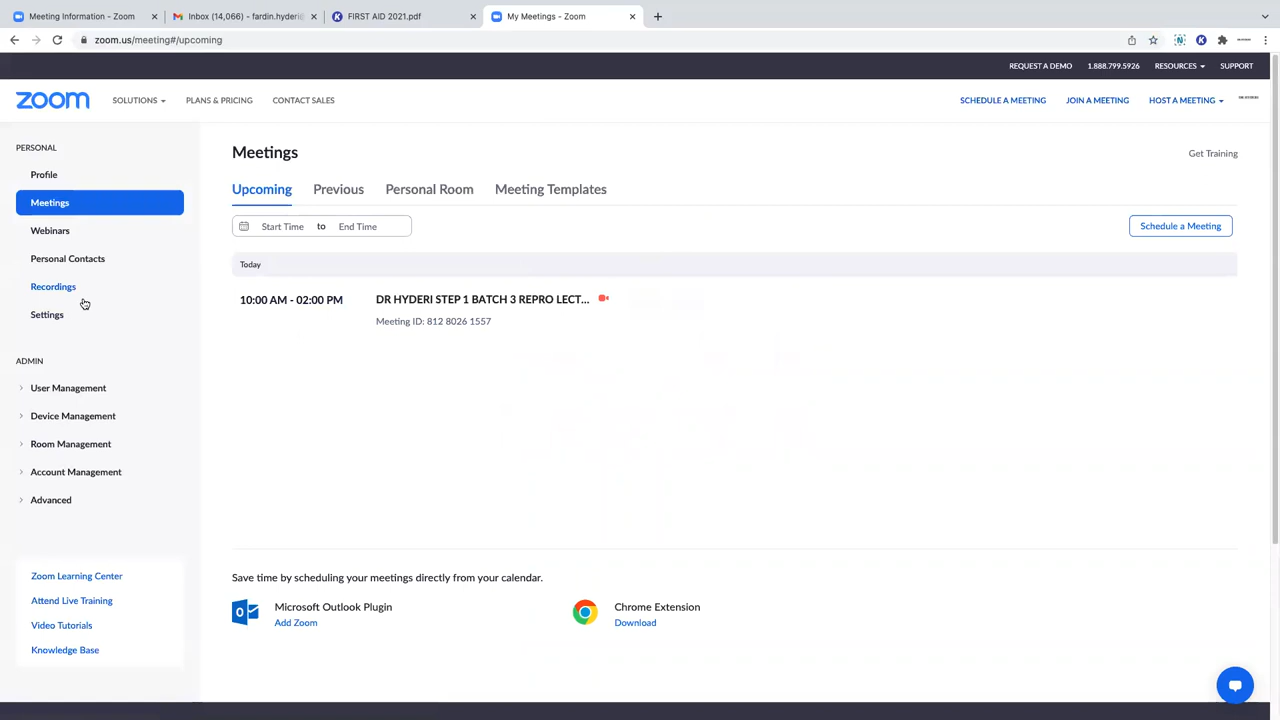 Meeting Information - Zoom
Inbox (14,066) - fardin.hyderi@
FIRST AID 2021.pdf
My Meetings - Zoom
zoom.us/meeting#/upcoming
REQUEST A DEMO 1.888.799.5926 RESOURCES SUPPORT
zoom SOLUTIONS PLANS & PRICING CONTACT SALES SCHEDULE A MEETING JOIN A MEETING HOST A MEETING
PERSONAL
Profile
Meetings
Webinars
Personal Contacts
Recordings
Settings
ADMIN
User Management
Device Management
Room Management
Account Management
Advanced
Zoom Learning Center
Attend Live Training
Video Tutorials
Knowledge Base
Meetings
Get Training
Upcoming Previous Personal Room Meeting Templates
Start Time to End Time
Schedule a Meeting
Today
10:00 AM - 02:00 PM DR HYDERI STEP 1 BATCH 3 REPRO LECT...
Meeting ID: 812 8026 1557
Save time by scheduling your meetings directly from your calendar.
Microsoft Outlook Plugin
Add Zoom
Chrome Extension
Download